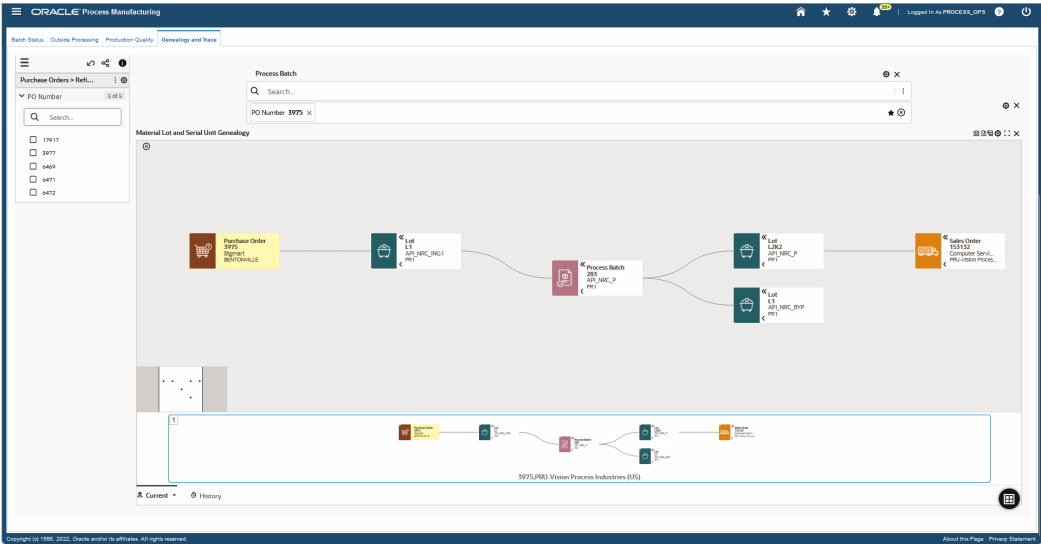 ORACLE Process Manufacturing
Logged In As PROCESS_OPS
Batch Status Outside Processing Production Quality Genealogy and Trace
Purchase Orders > Refi...
PO Number 5 of 5
Search...
17917
3977
6469
6471
6472
Process Batch
Search...
PO Number 3975
Material Lot and Serial Unit Genealogy
Purchase Order
3975
Bigmart
BENTONVILLE
Lot
L1
API_NRC_ING1
PR1
Process Batch
283
API_NRC_P
PR1
Lot
L2K2
API_NRC_P
PR1
Lot
L1
API_NRC_BYP
PR1
Sales Order
153132
Computer Servi...
PRU-Vision Proces...
1
3975,PRU-Vision Process Industries (US)
Current
History
Copyright (c) 1998, 2022, Oracle and/or its affiliates. All rights reserved.
About this Page Privacy Statement